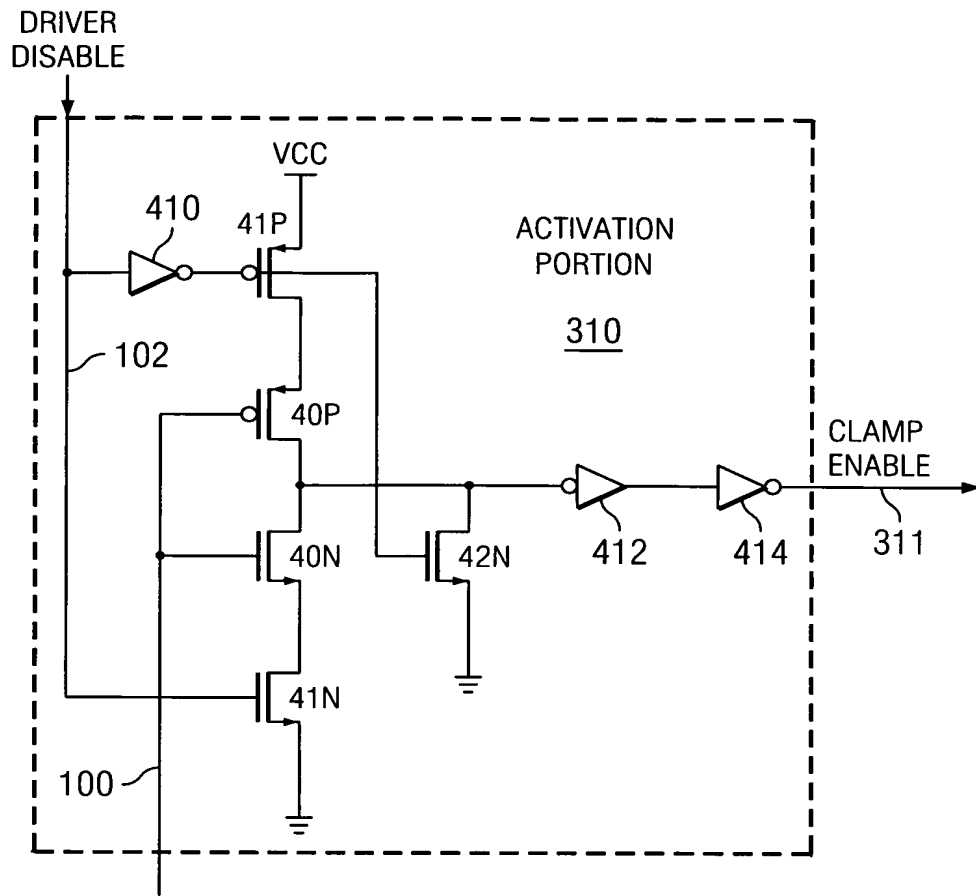 DRIVER
DISABLE
VCC
410
41P
ACTIVATION
PORTION
310
102
40P
CLAMP
ENABLE
40N
42N
412
414
311
41N
100